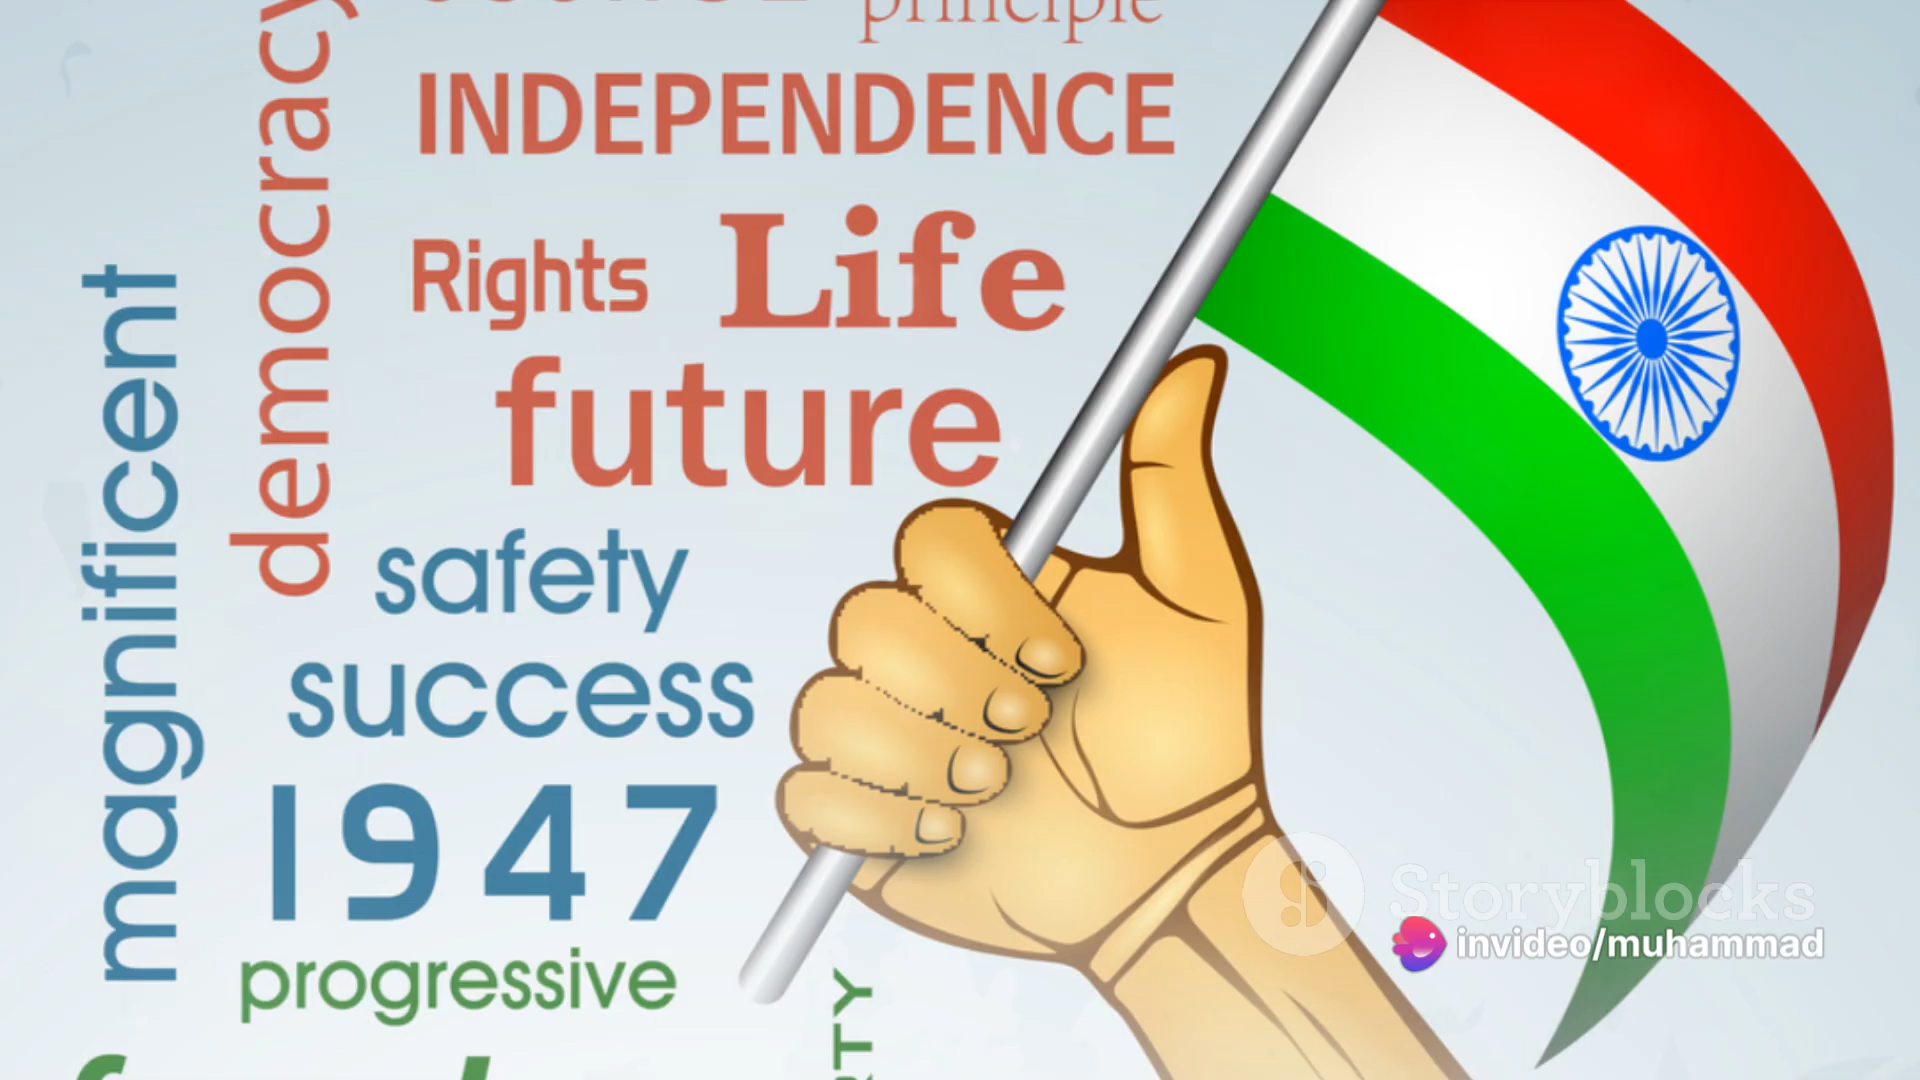 principle
democracy
INDEPENDENCE
Rights Life
future
magnificent
safety
success
1947
progressive
Storyblocks
invideo/muhammad